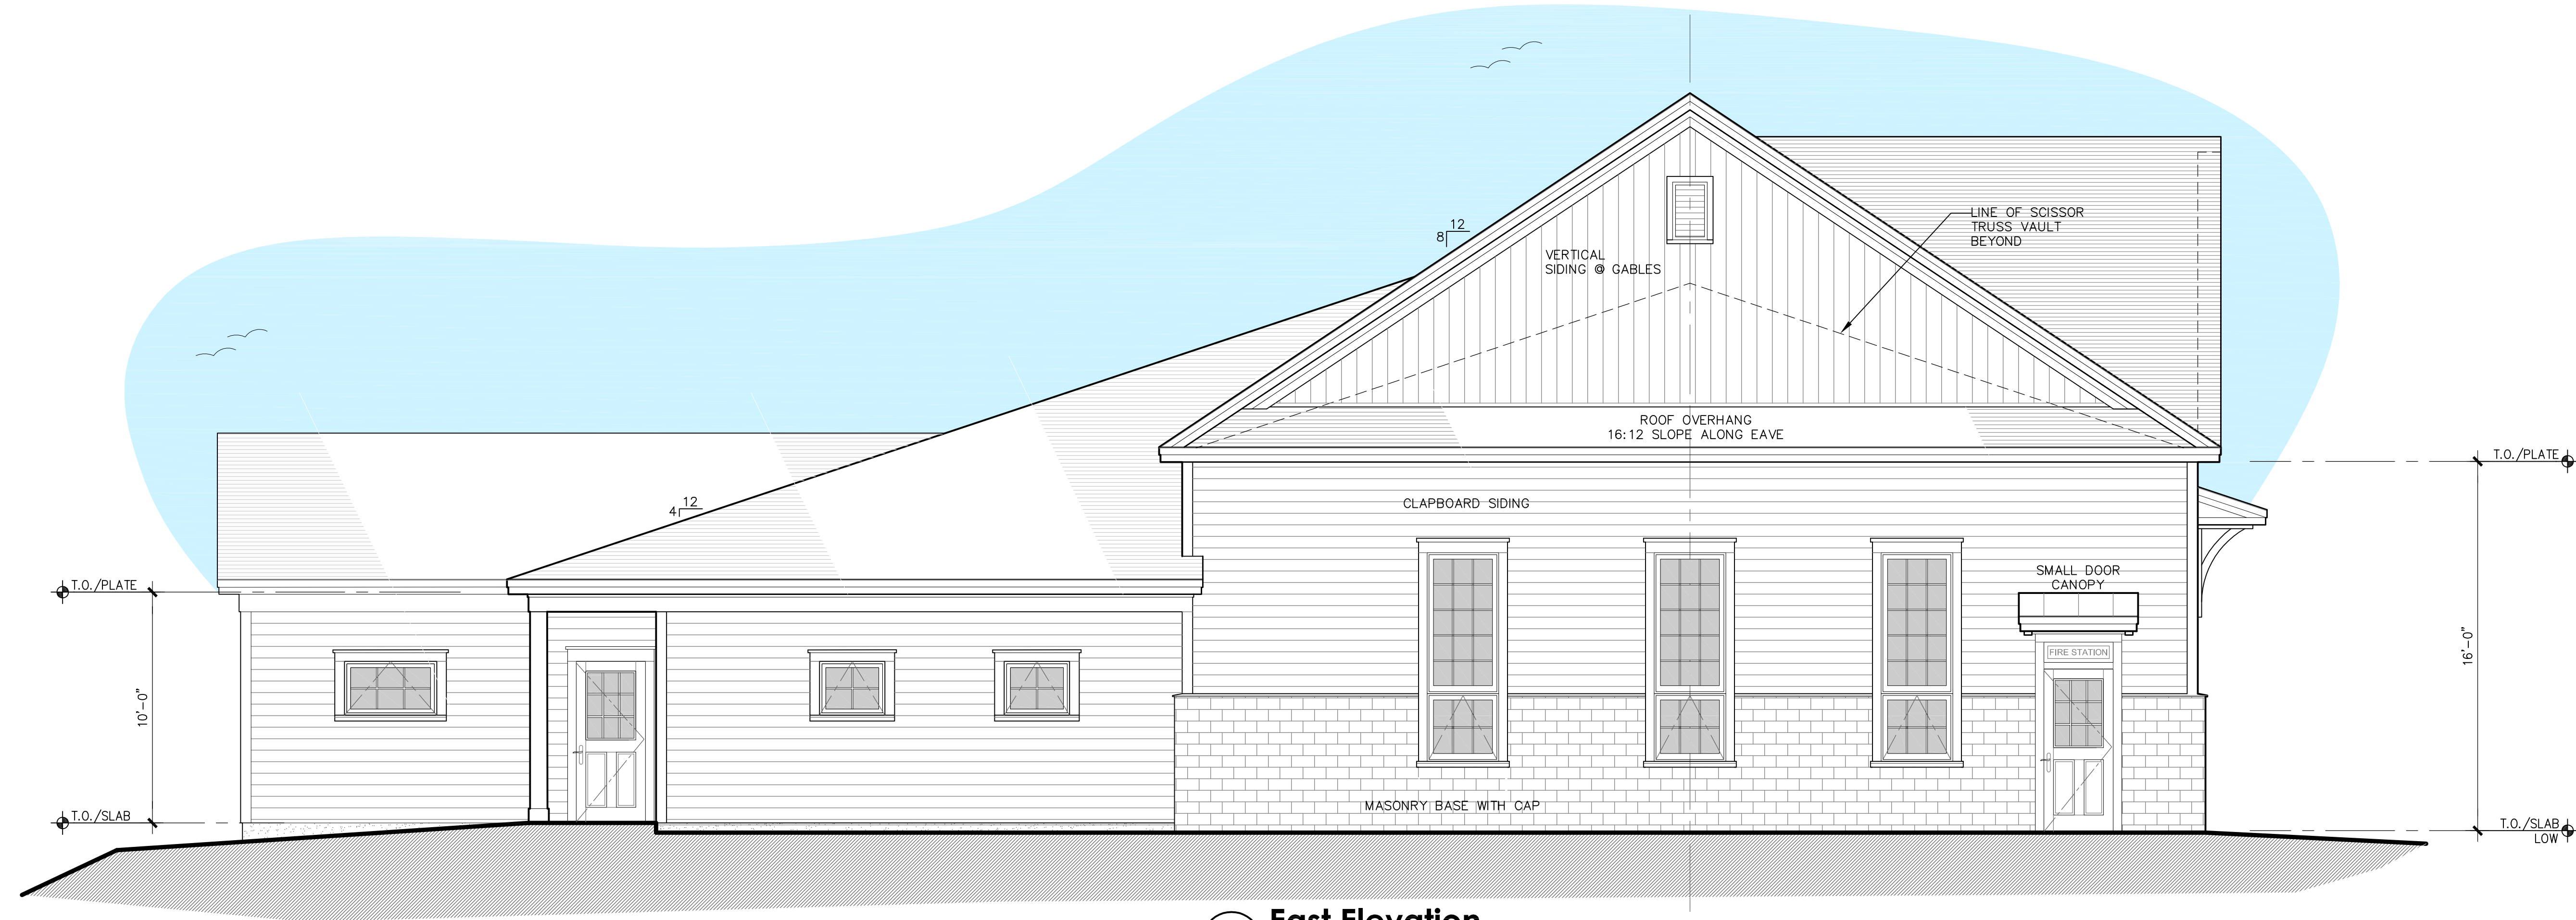 12
8
LINE OF SCISSOR
TRUSS VAULT
BEYOND
VERTICAL
SIDING @ GABLES
ROOF OVERHANG
16:12 SLOPE ALONG EAVE
T.O./PLATE
12
4
CLAPBOARD SIDING
SMALL DOOR
CANOPY
T.O./PLATE
FIRE STATION
16'-0"
10'-0"
MASONRY BASE WITH CAP
T.O./SLAB
T.O./SLAB
LOW
East Elevation